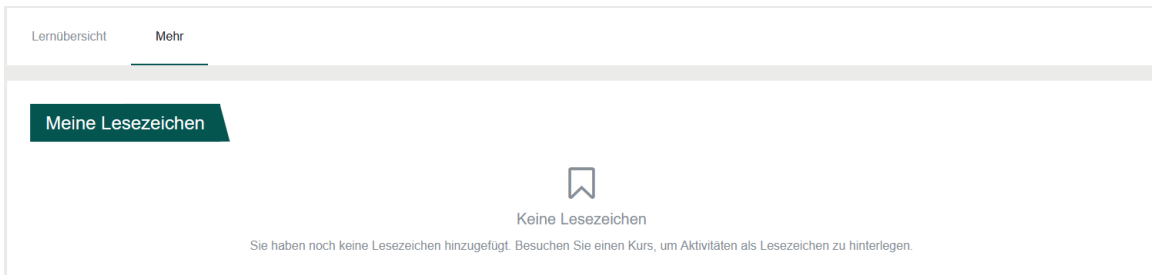 Lernübersicht Mehr
Meine Lesezeichen
Keine Lesezeichen
Sie haben noch keine Lesezeichen hinzugefügt. Besuchen Sie einen Kurs, um Aktivitäten als Lesezeichen zu hinterlegen.